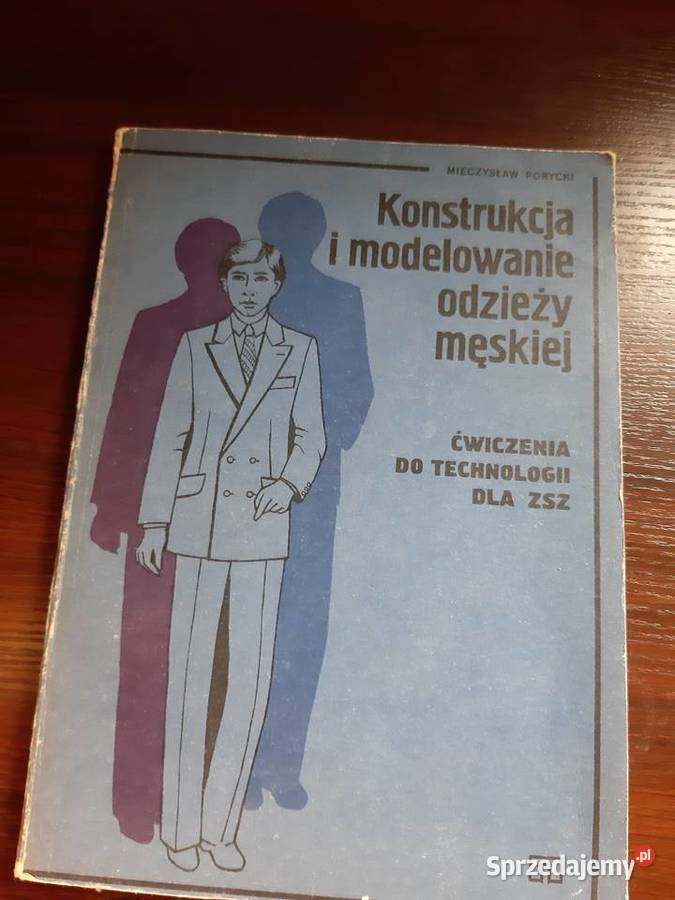 MIECZYSŁAW PORYCKI
Konstrukcja
i modelowanie
odzieży
męskiej
ĆWICZENIA
DO TECHNOLOGII
DLA ZSZ
Sprzedajemy.pl